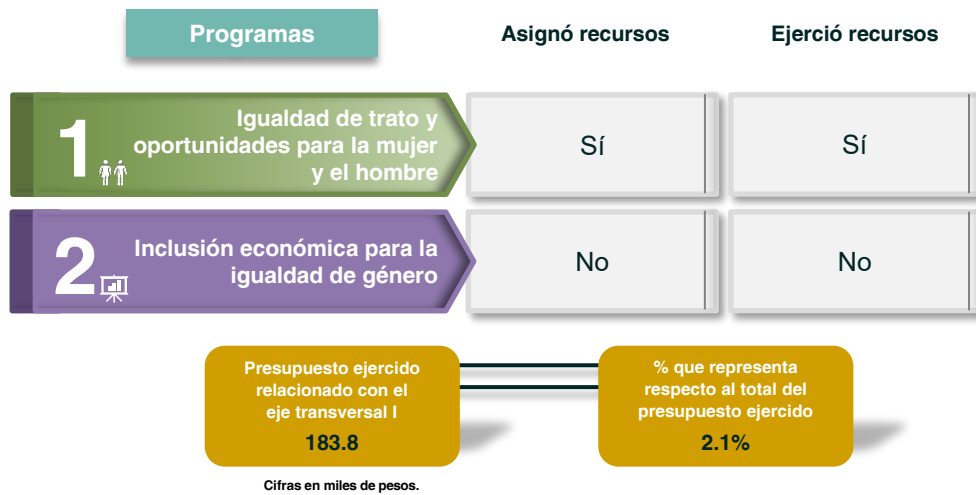 Programas
Asignó recursos
Ejerció recursos
1
Igualdad de trato y
oportunidades para la mujer
y el hombre
Sí
Sí
2
Inclusión económica para la
igualdad de género
No
No
Presupuesto ejercido
relacionado con el
eje transversal I
183.8
% que representa
respecto al total del
presupuesto ejercido
2.1%
Cifras en miles de pesos.